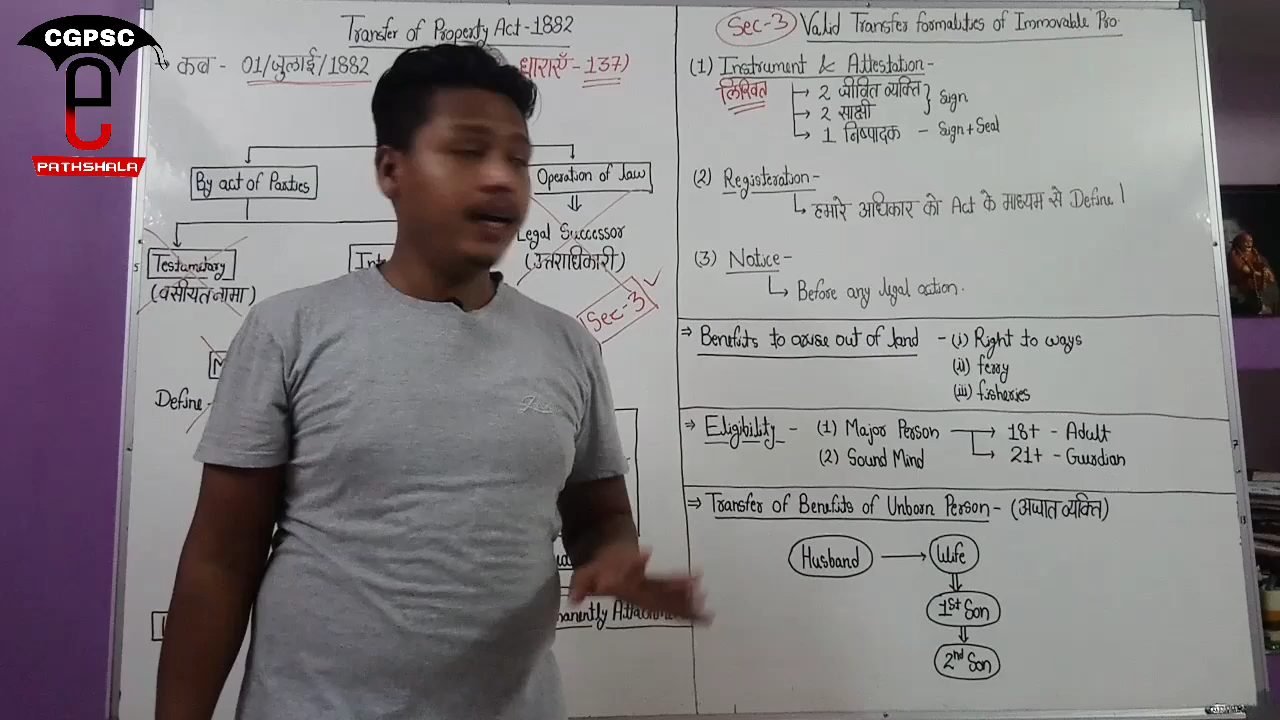 CGPSC
e
PATHSHALA
Transfer of Property Act -1882
कब - 01/जुलाई/1882
धाराएँ - 137)
By act of Parties
Operation of law
Legal Successor
(उत्तराधिकारी)
Testamentary
(वसीयतनामा)
Sec-3
Define -
Sec-3 Valid Transfer formalities of Immovable Pro.
(1) Instrument & Attestation -
लिखित
2 जीवित व्यक्ति
2 साक्षी
Sign
1 निष्पादक - Sign + Seal
(2) Registeration -
हमारे अधिकार को Act के माध्यम से Define।
(3) Notice -
Before any legal action.
⇒ Benefits to arise out of land - (i) Right to ways
(ii) ferry
(iii) fisheries
⇒ Eligibility - (1) Major Person → 18+ - Adult
21+ - Gurdian
(2) Sound Mind
⇒ Transfer of Benefits of Unborn Person - (अजात व्यक्ति)
Husband → Wife
1st Son
2nd Son